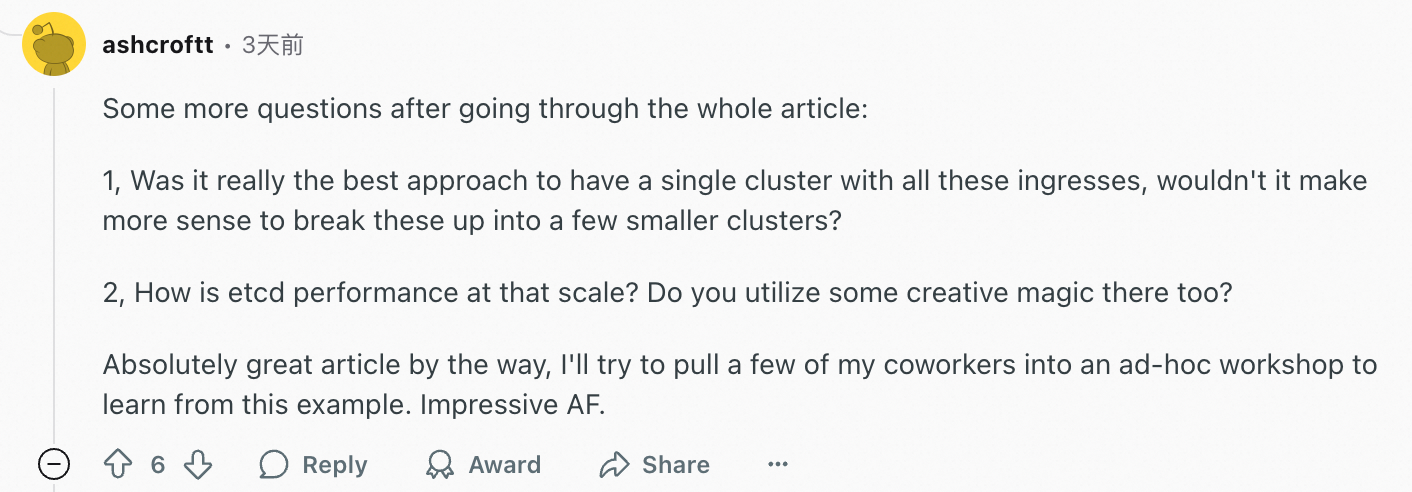 ashcroftt • 3天前
Some more questions after going through the whole article:
1, Was it really the best approach to have a single cluster with all these ingresses, wouldn't it make
more sense to break these up into a few smaller clusters?
2, How is etcd performance at that scale? Do you utilize some creative magic there too?
Absolutely great article by the way, I'll try to pull a few of my coworkers into an ad-hoc workshop to
learn from this example. Impressive AF.
6 Reply Award Share ...